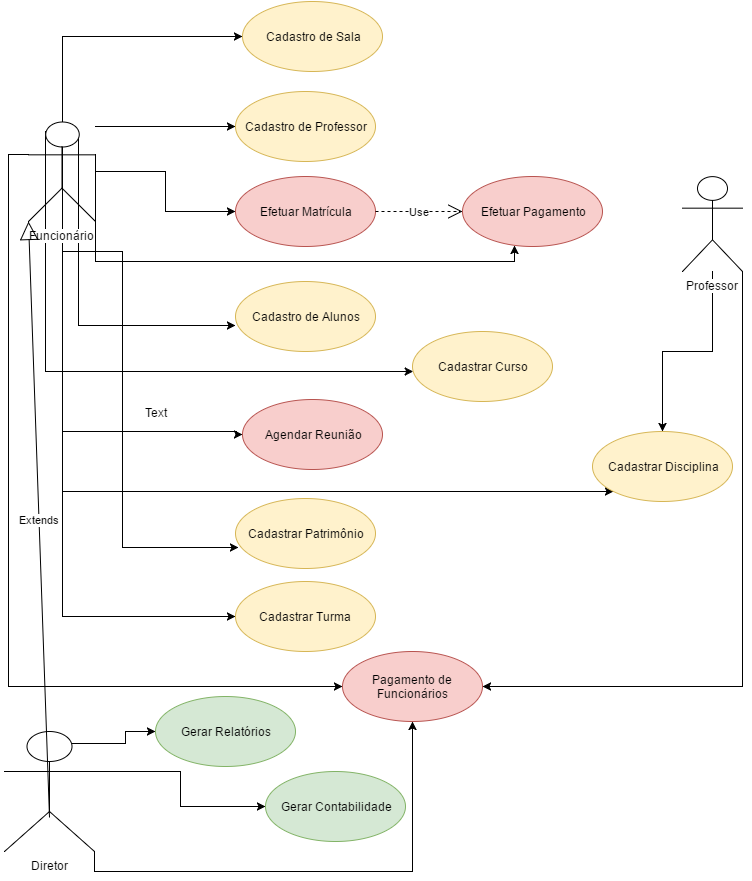 Cadastro de Sala
Cadastro de Professor
Efetuar Matrícula
Use
Efetuar Pagamento
Funcionário
Professor
Cadastro de Alunos
Cadastrar Curso
Text
Agendar Reunião
Cadastrar Disciplina
Extends
Cadastrar Patrimônio
Cadastrar Turma
Pagamento de
Funcionários
Gerar Relatórios
Gerar Contabilidade
Diretor